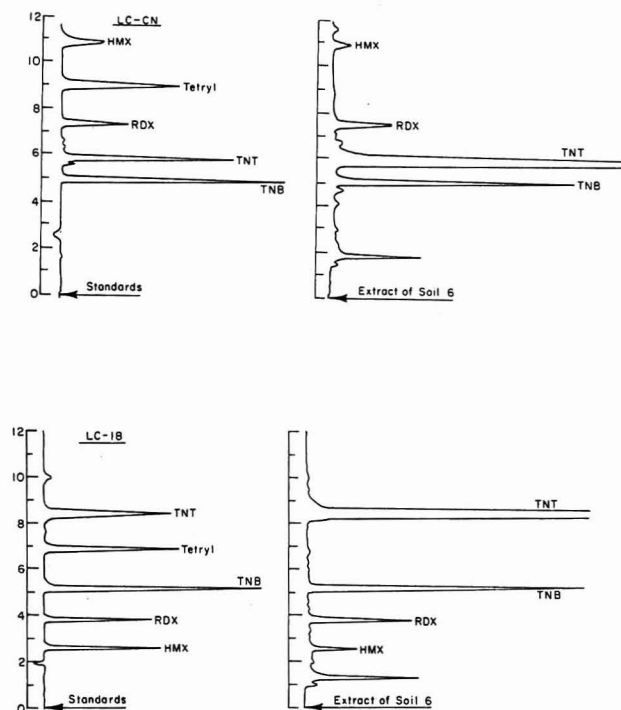 12
LC-CN
HMX
10
Tetryl
8
RDX
6
TNT
TNB
4
2
0
Standards
HMX
RDX
TNT
TNB
Extract of Soil 6
12
LC-18
10
TNT
8
Tetryl
6
TNB
4
RDX
HMX
2
0
Standards
TNT
TNB
RDX
HMX
Extract of Soil 6